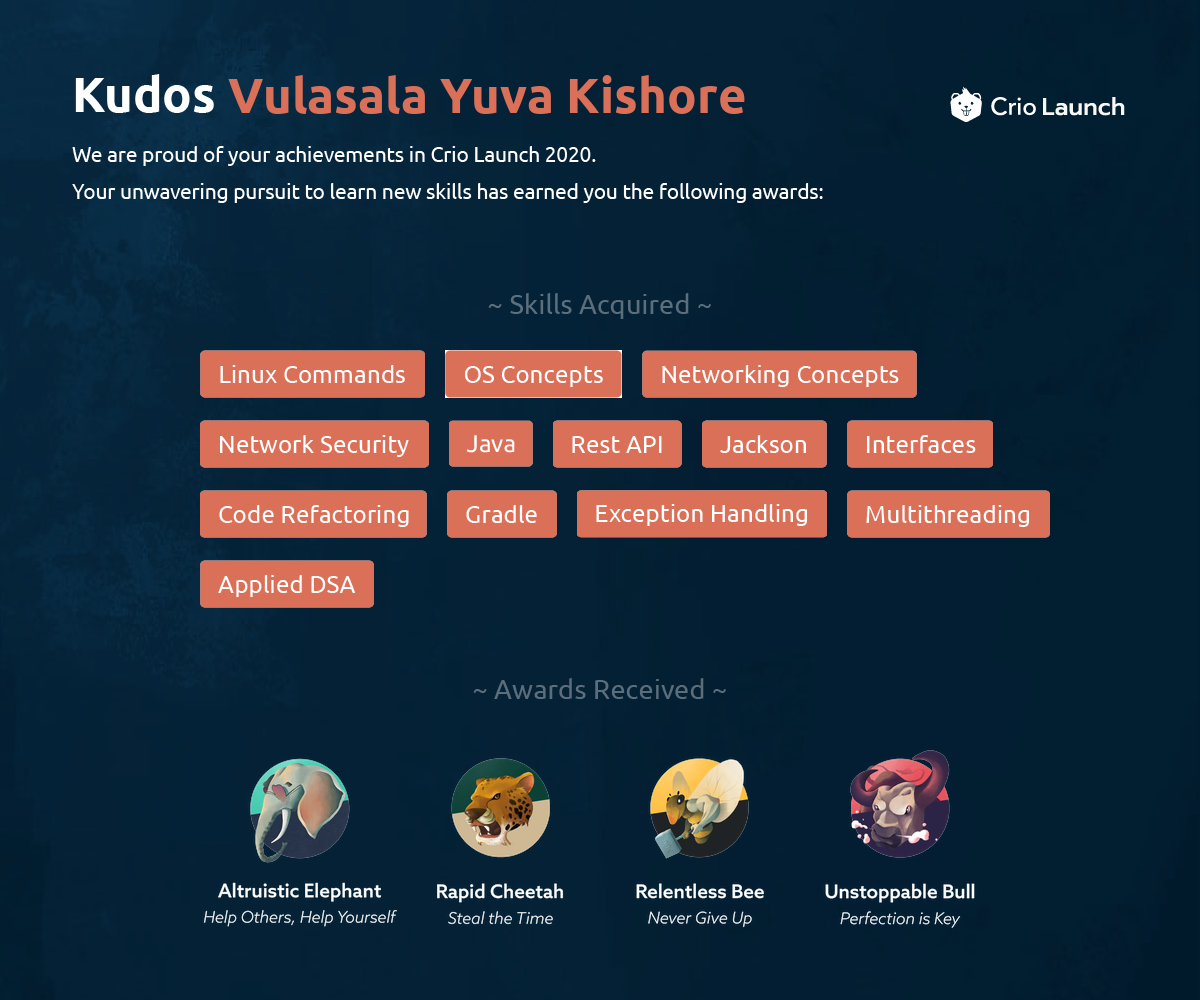 Kudos Vulasala Yuva Kishore
Crio Launch
We are proud of your achievements in Crio Launch 2020.
Your unwavering pursuit to learn new skills has earned you the following awards:
~ Skills Acquired ~
Linux Commands OS Concepts Networking Concepts
Network Security Java Rest API Jackson Interfaces
Code Refactoring Gradle Exception Handling Multithreading
Applied DSA
~ Awards Received ~
Altruistic Elephant Rapid Cheetah Relentless Bee Unstoppable Bull
Help Others, Help Yourself Steal the Time Never Give Up Perfection is Key